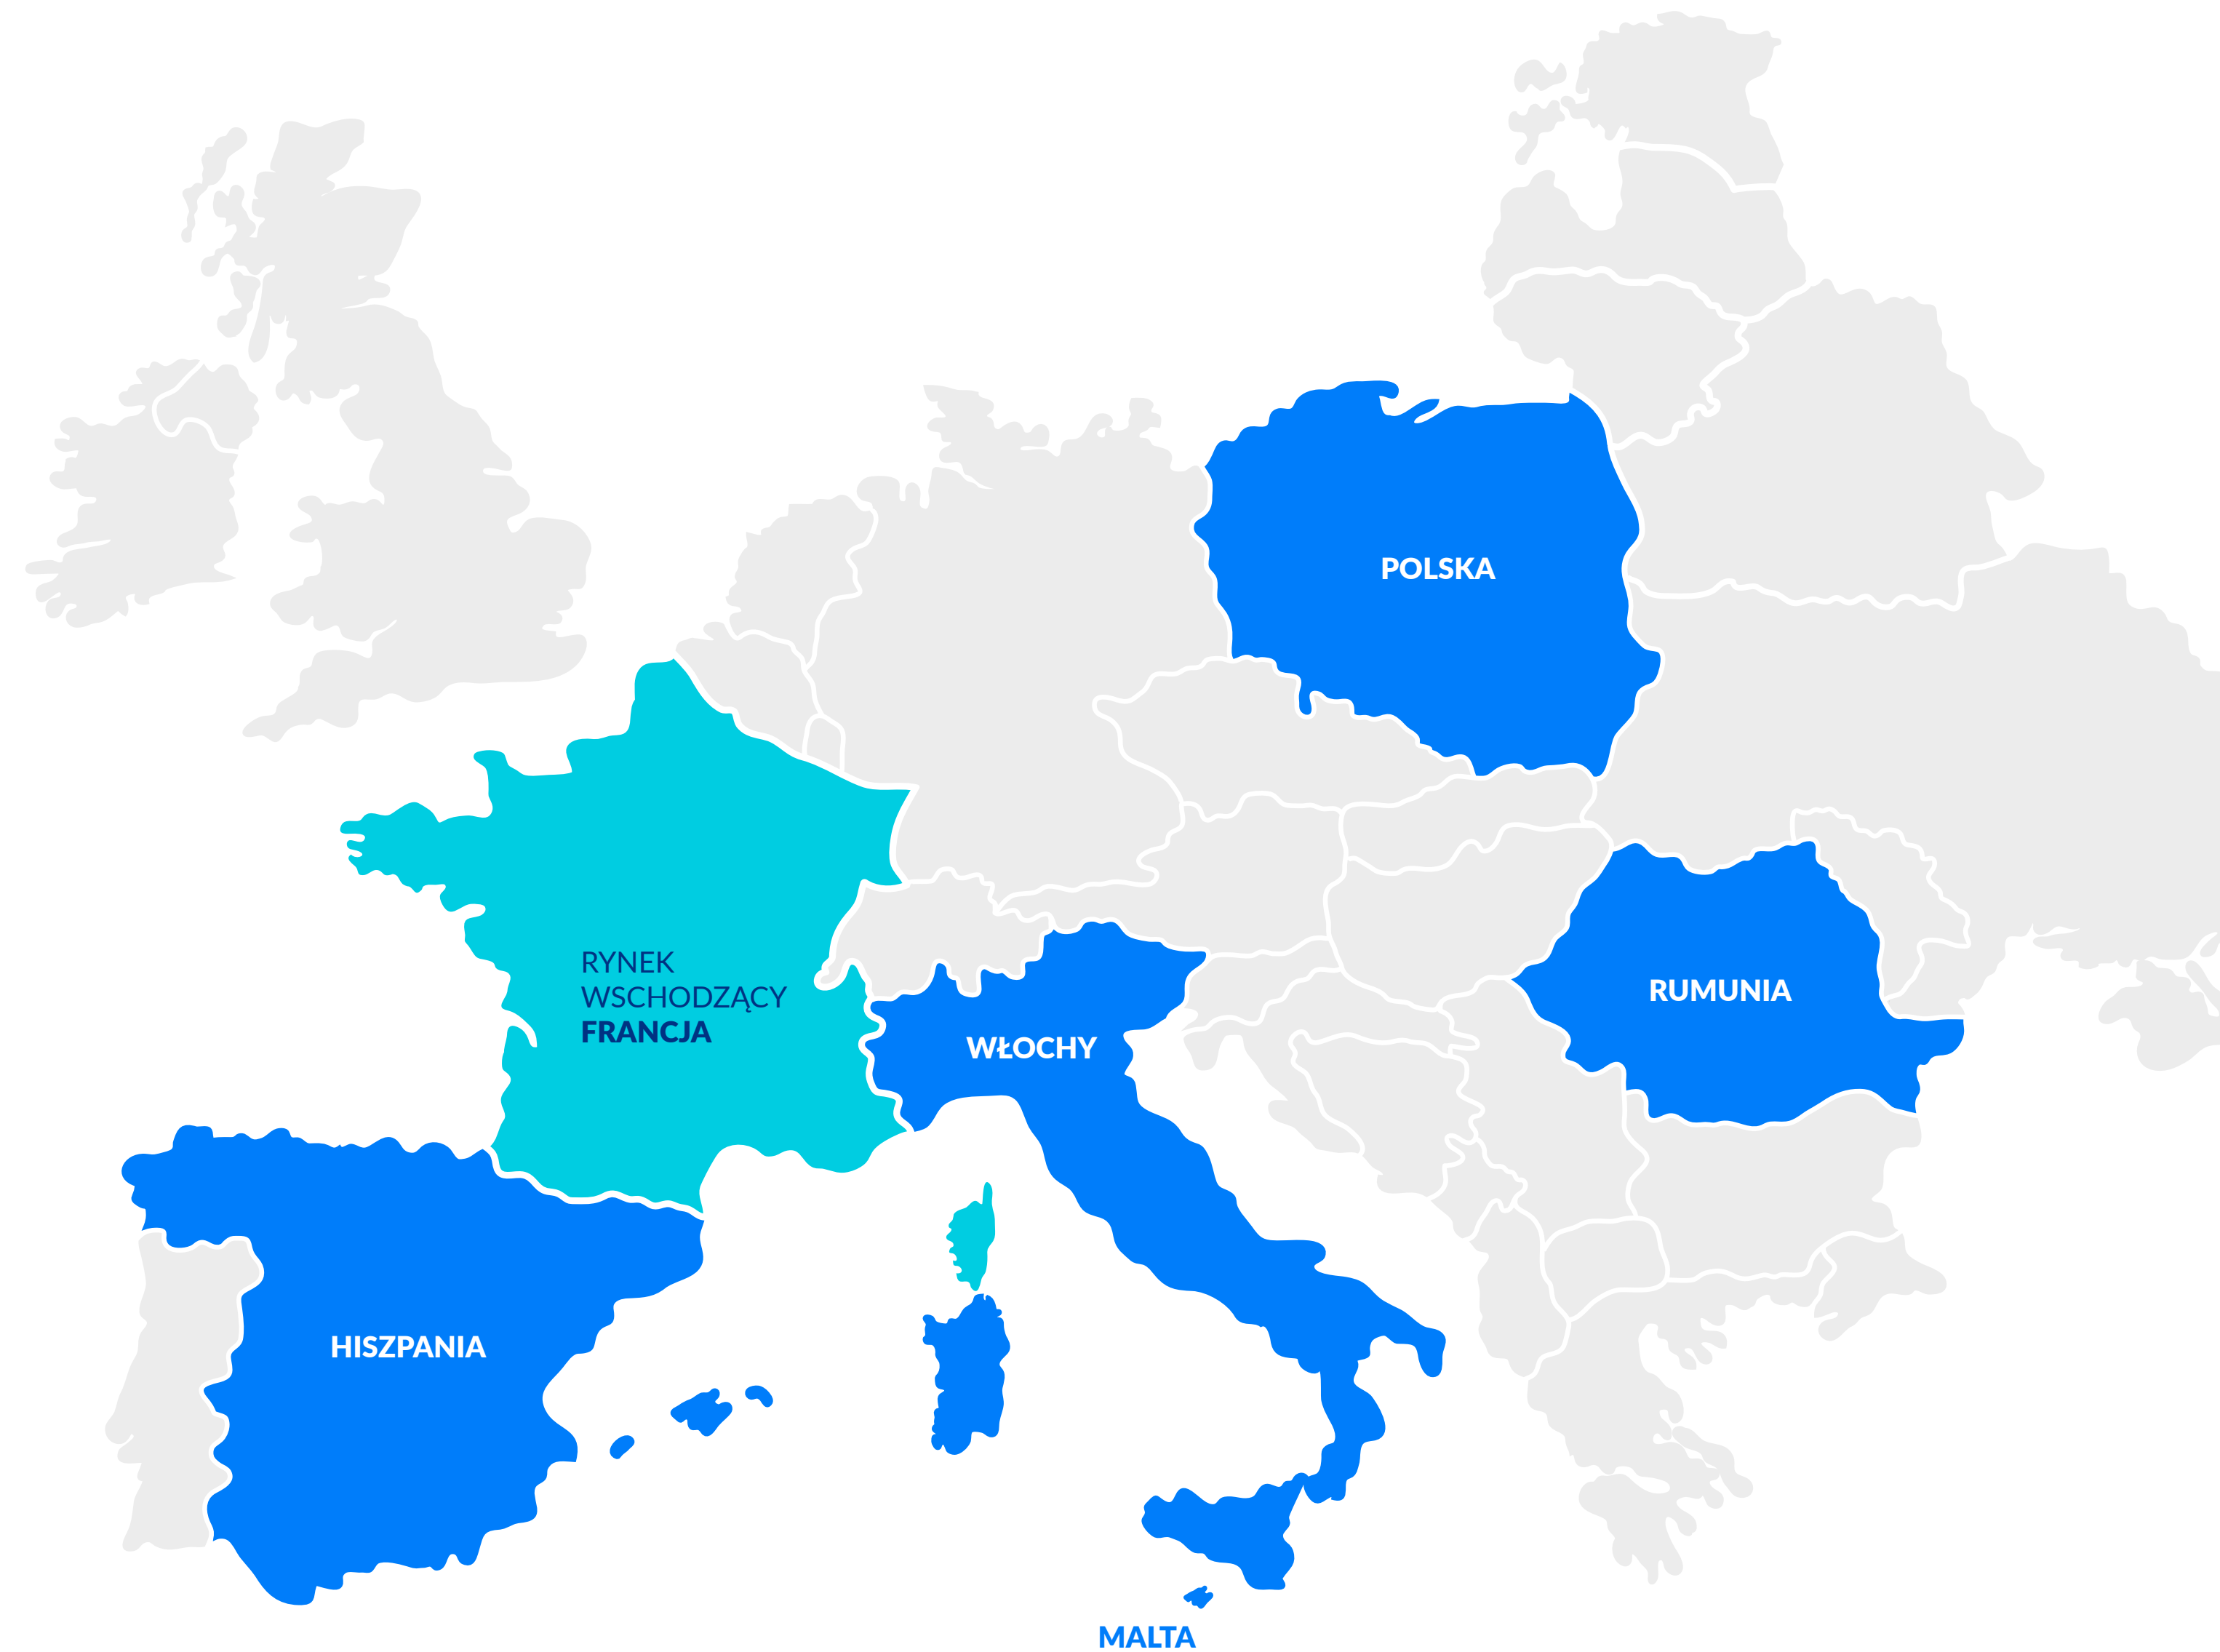 POLSKA
RYNEK
WSCHODZĄCY
FRANCJA
RUMUNIA
WŁOCHY
HISZPANIA
MALTA